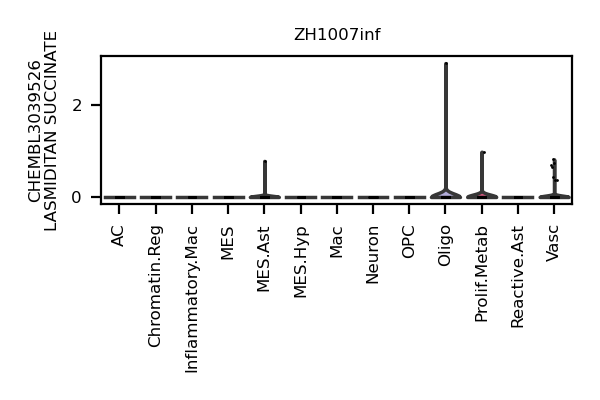 ZH1007inf
CHEMBL3039526
LASMIDITAN SUCCINATE
2
0
AC
Chromatin.Reg
Inflammatory.Mac
MES
MES.Ast
MES.Hyp
Mac
Neuron
OPC
Oligo
Prolif.Metab
Reactive.Ast
Vasc